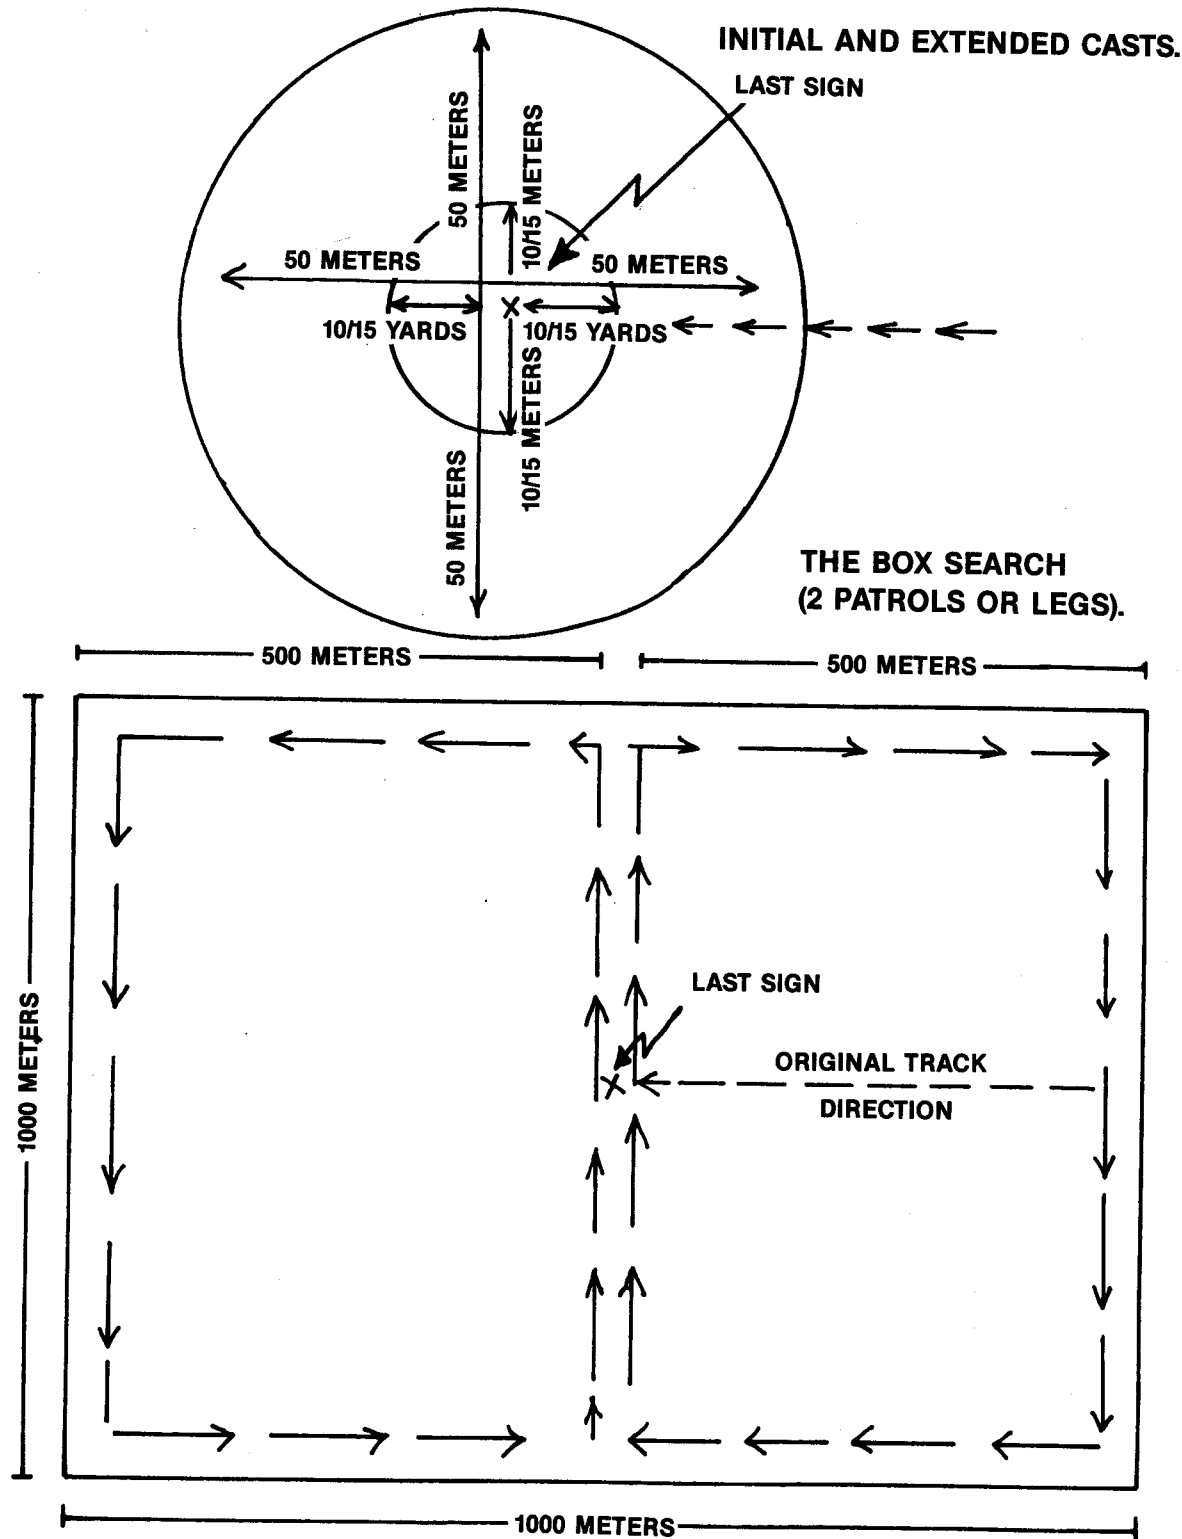 INITIAL AND EXTENDED CASTS.
LAST SIGN
50 METERS
10/15 METERS
50 METERS
50 METERS
X
10/15 YARDS
10/15 YARDS
10/15 METERS
50 METERS
THE BOX SEARCH
(2 PATROLS OR LEGS).
500 METERS
500 METERS
LAST SIGN
X
ORIGINAL TRACK
DIRECTION
1000 METERS
1000 METERS